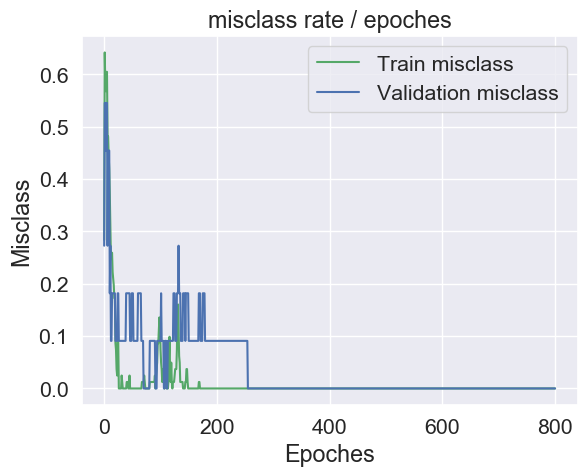 misclass rate / epoches
Train misclass
Validation misclass
Misclass
0.6
0.5
0.4
0.3
0.2
0.1
0.0
0 200 400 600 800
Epoches